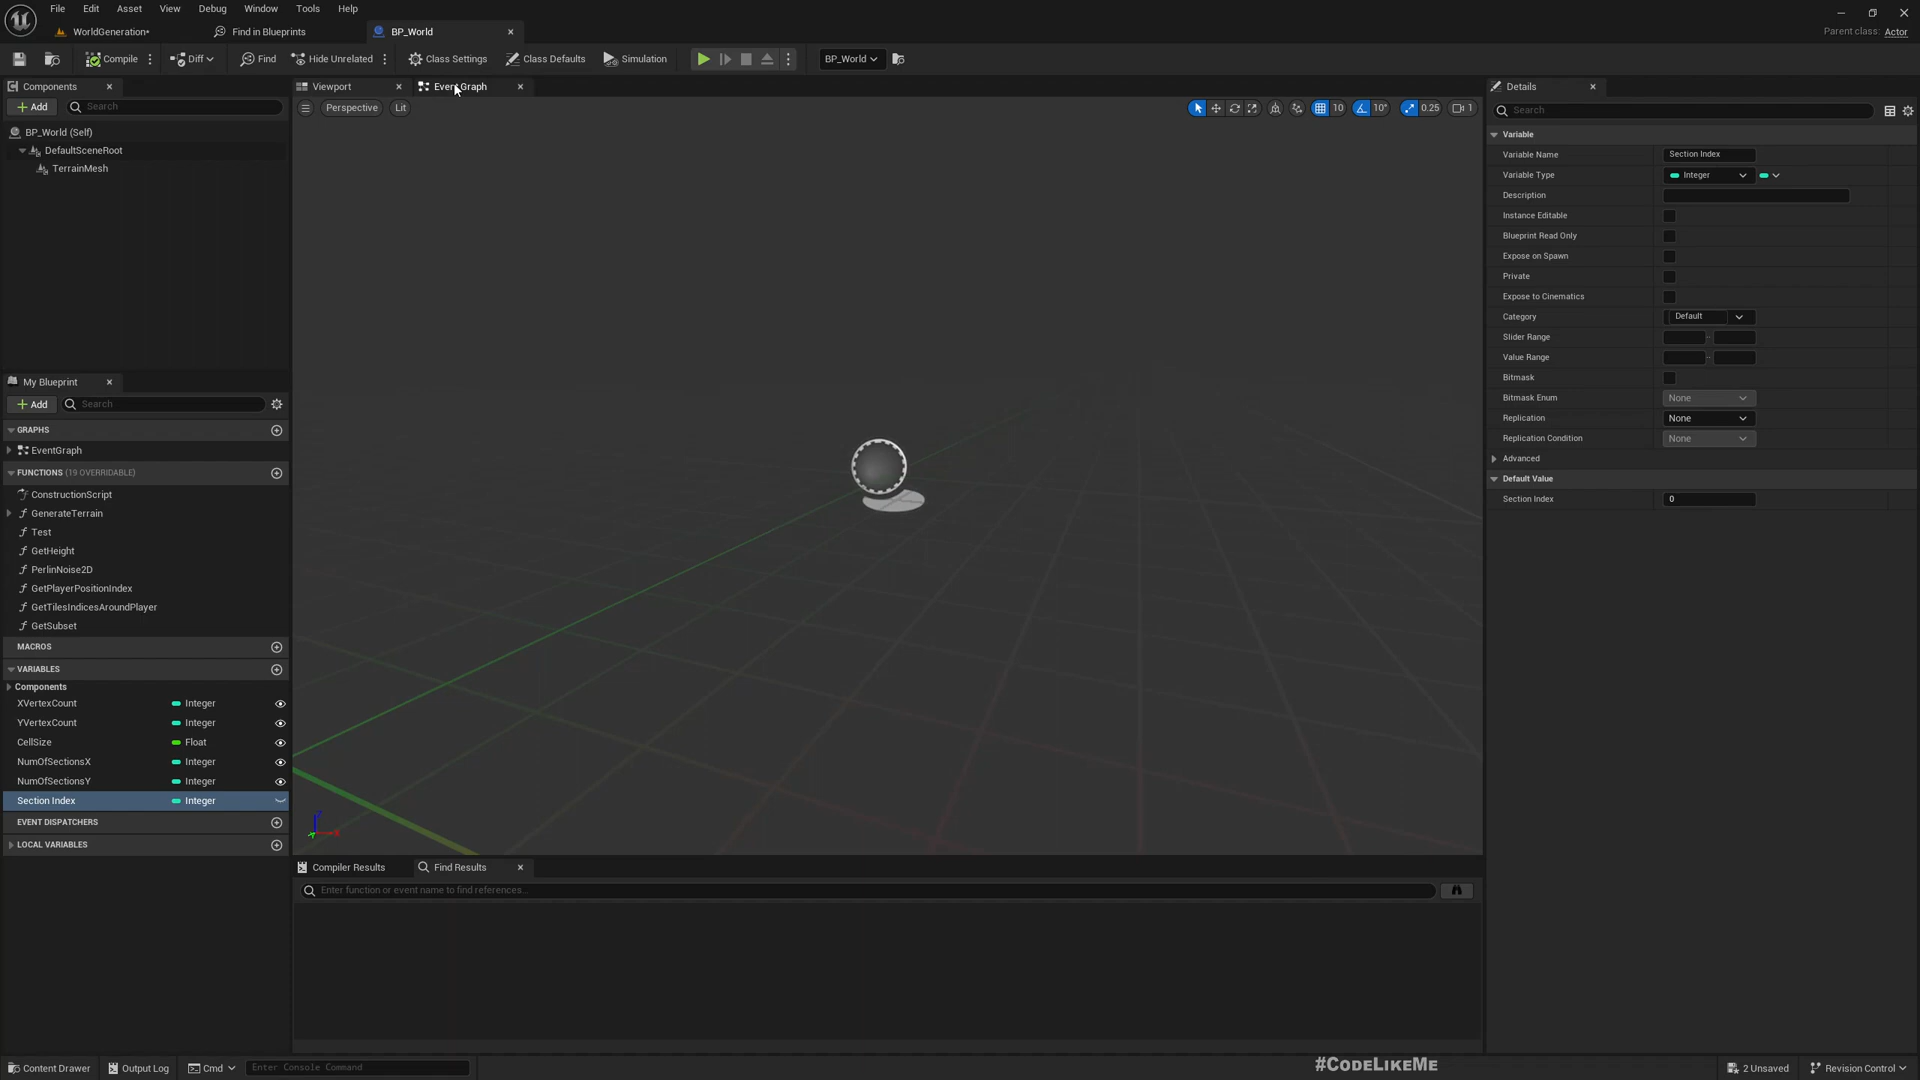 File Edit Asset View Debug Window Tools Help
WorldGeneration* Find in Blueprints BP_World
Parent class: Actor
Compile Diff Find Hide Unrelated Class Settings Class Defaults Simulation BP_World
Components Viewport Event Graph Details
Add Search Perspective Lit 10 10° 0.25 1 Search
BP_World (Self)
DefaultSceneRoot
TerrainMesh
Variable
Variable Name Section Index
Variable Type Integer
Description
Instance Editable
Blueprint Read Only
Expose on Spawn
Private
Expose to Cinematics
Category Default
Slider Range
Value Range
Bitmask
Bitmask Enum None
Replication None
Replication Condition None
Advanced
Default Value
Section Index 0
My Blueprint
Add Search
GRAPHS
EventGraph
FUNCTIONS (19 OVERRIDABLE)
ConstructionScript
GenerateTerrain
Test
GetHeight
PerlinNoise2D
GetPlayerPositionIndex
GetTilesIndicesAroundPlayer
GetSubset
MACROS
VARIABLES
Components
XVertexCount Integer
YVertexCount Integer
CellSize Float
NumOfSectionsX Integer
NumOfSectionsY Integer
Section Index Integer
EVENT DISPATCHERS
LOCAL VARIABLES
Compiler Results Find Results
Enter function or event name to find references...
Content Drawer Output Log Cmd Enter Console Command
#CodeLikeMe
2 Unsaved Revision Control